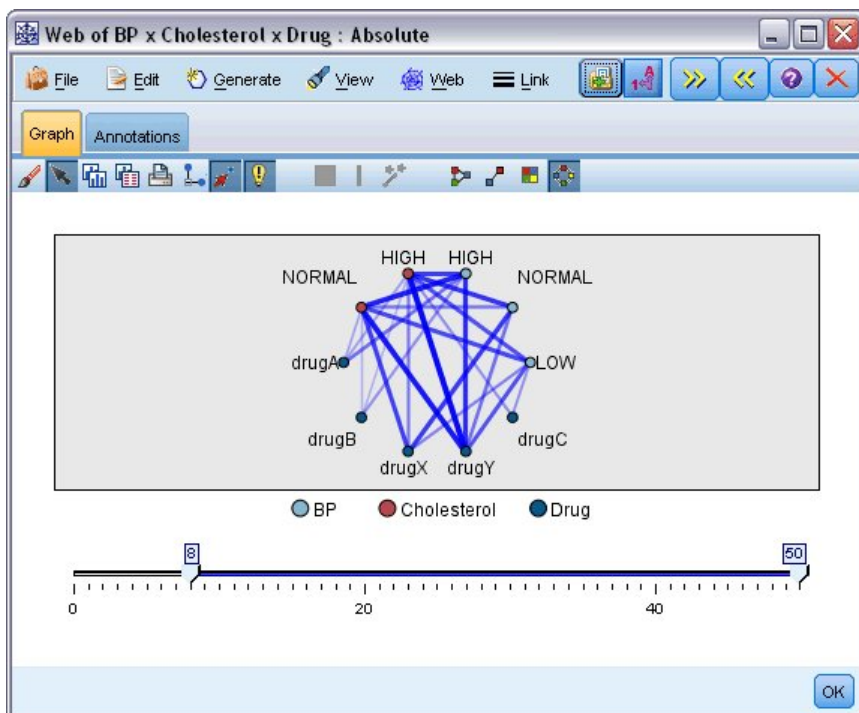 Web of BP x Cholesterol x Drug : Absolute
File Edit Generate View Web Link
Graph Annotations
HIGH HIGH
NORMAL NORMAL
drugA LOW
drugB drugC
drugX drugY
BP Cholesterol Drug
8 50
0 20 40
OK